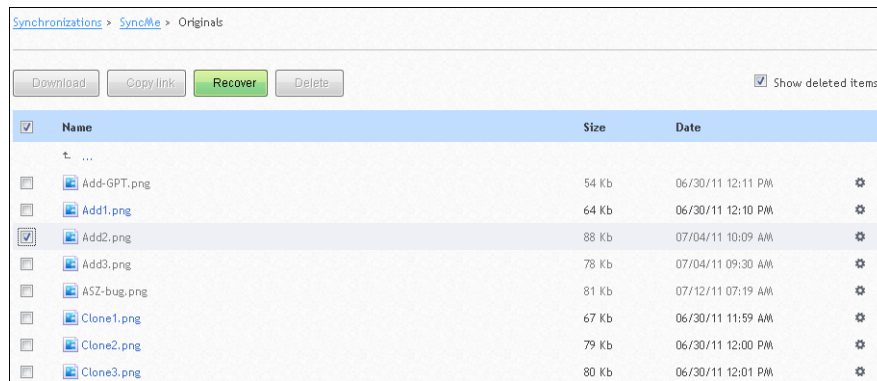 Synchronizations > SyncMe > Originals
Download Copy link Recover Delete Show deleted items
Name Size Date
...
Add-GPT.png 54 Kb 06/30/11 12:11 PM
Add1.png 64 Kb 06/30/11 12:10 PM
Add2.png 88 Kb 07/04/11 10:09 AM
Add3.png 78 Kb 07/04/11 09:30 AM
ASZ-bug.png 81 Kb 07/12/11 07:19 AM
Clone1.png 67 Kb 06/30/11 11:59 AM
Clone2.png 79 Kb 06/30/11 12:00 PM
Clone3.png 80 Kb 06/30/11 12:01 PM